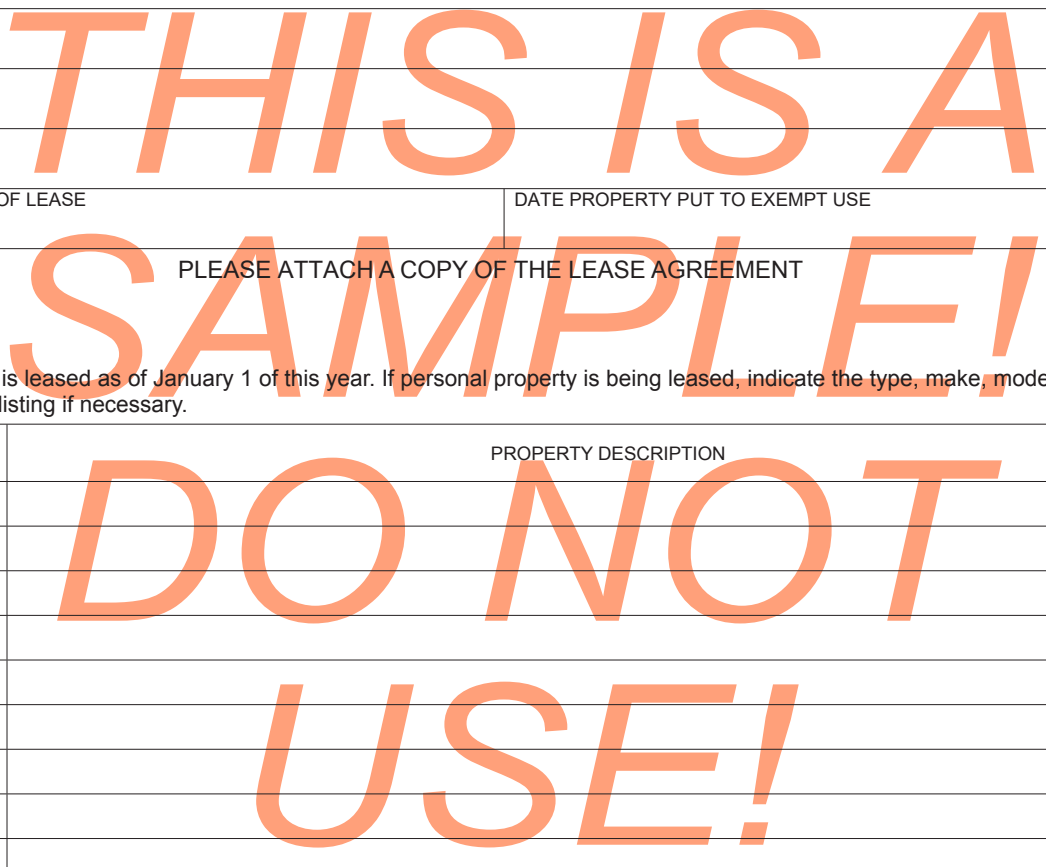 THIS IS A
OF LEASE
DATE PROPERTY PUT TO EXEMPT USE
SAMPLE!
PLEASE ATTACH A COPY OF THE LEASE AGREEMENT
is leased as of January 1 of this year. If personal property is being leased, indicate the type, make, mode
listing if necessary.
PROPERTY DESCRIPTION
DO NOT
USE!